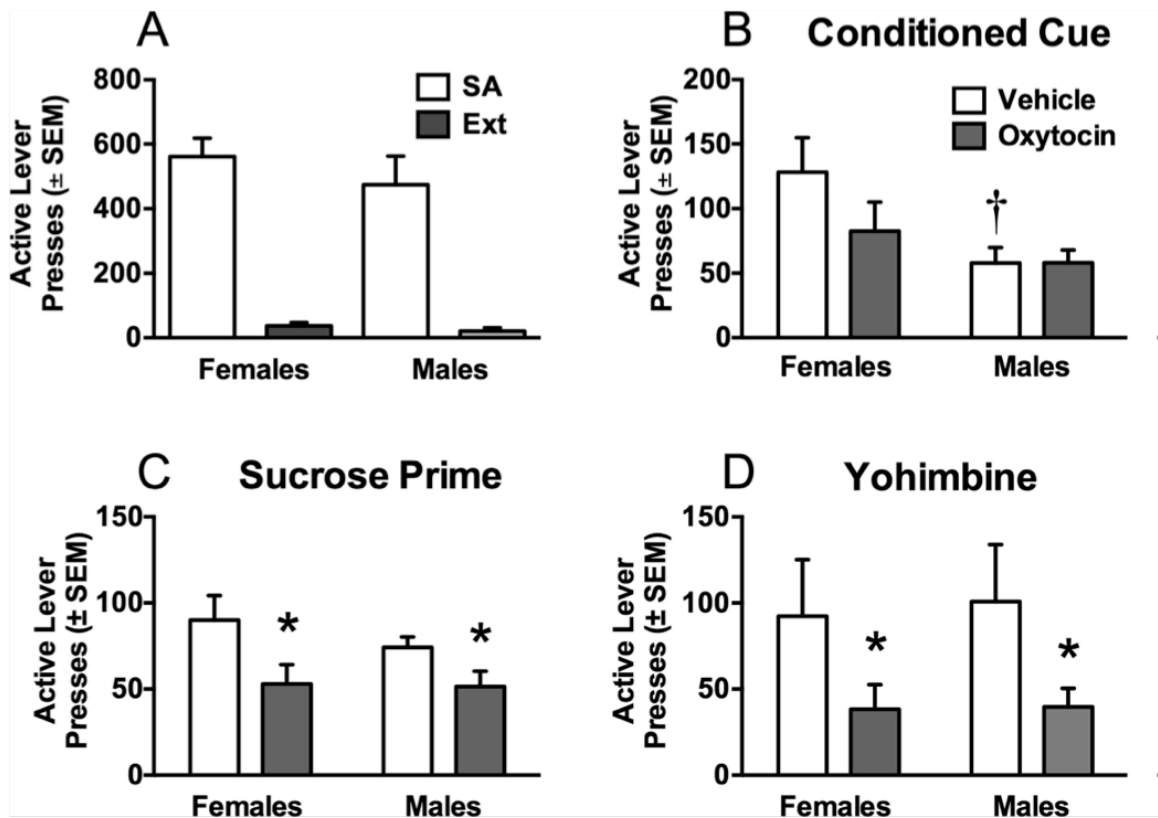 A
800
600
400
200
0
Active Lever
Presses (± SEM)
SA
Ext
Females
Males
B
Conditioned Cue
200
150
100
50
0
Active Lever
Presses (± SEM)
Vehicle
Oxytocin
†
Females
Males
C
Sucrose Prime
150
100
50
0
Active Lever
Presses (± SEM)
*
*
Females
Males
D
Yohimbine
150
100
50
0
Active Lever
Presses (± SEM)
*
*
Females
Males